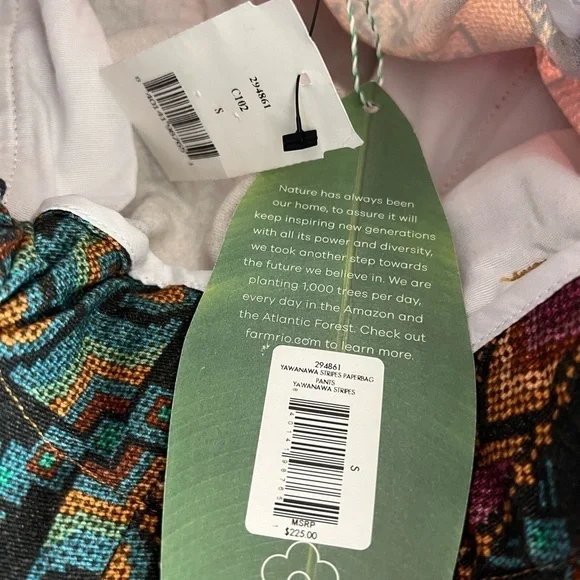 294861
C102
S
Nature has always been
our home, to assure it will
keep inspiring new generations
with all its power and diversity,
we took another step towards
the future we believe in. We are
planting 1,000 trees per day,
every day in the Amazon and
the Atlantic Forest. Check out
farmrio.com to learn more.
294861
YAWANAWA STRIPES PAPERBAG
PANTS
YAWANAWA STRIPES
S
MSRP
$225.00